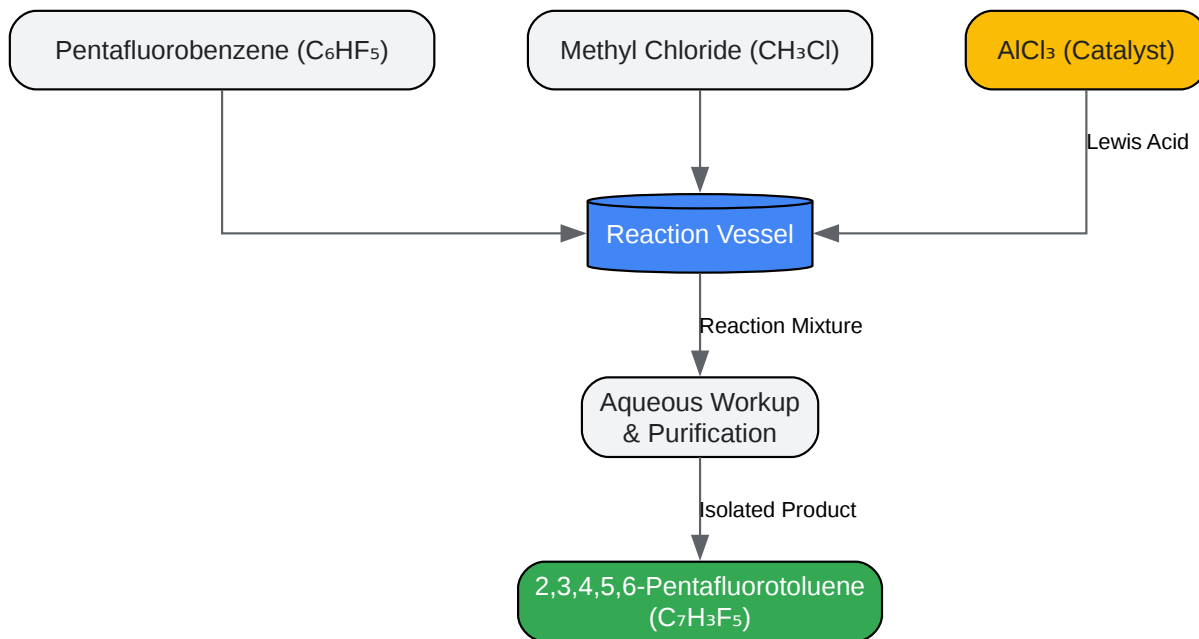 Pentafluorobenzene (C₆HF₅)
Methyl Chloride (CH₃Cl)
AlCl₃ (Catalyst)
Lewis Acid
Reaction Vessel
Reaction Mixture
Aqueous Workup
& Purification
Isolated Product
2,3,4,5,6-Pentafluorotoluene
(C₇H₃F₅)